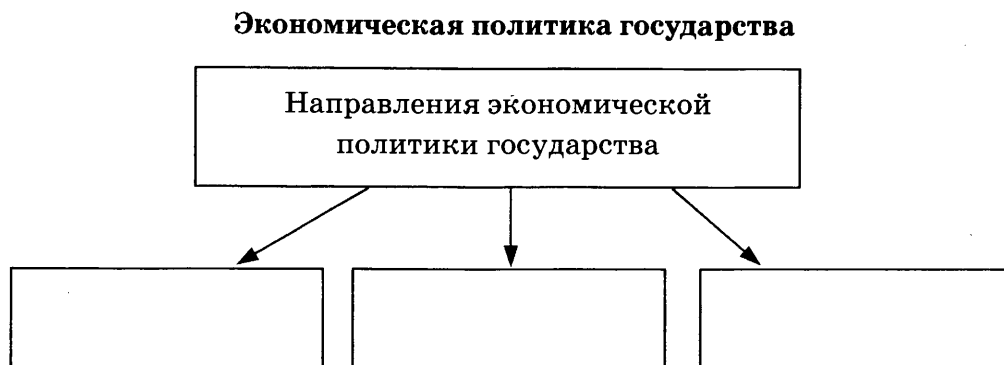 Экономическая политика государства
Направления экономической
политики государства